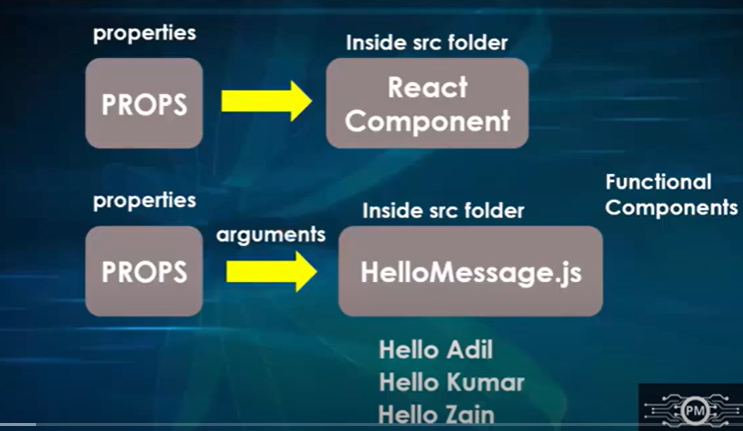 properties
Inside src folder
PROPS
React
Component
properties
Inside src folder
Functional
Components
arguments
PROPS
HelloMessage.js
Hello Adil
Hello Kumar
Hello Zain
PM